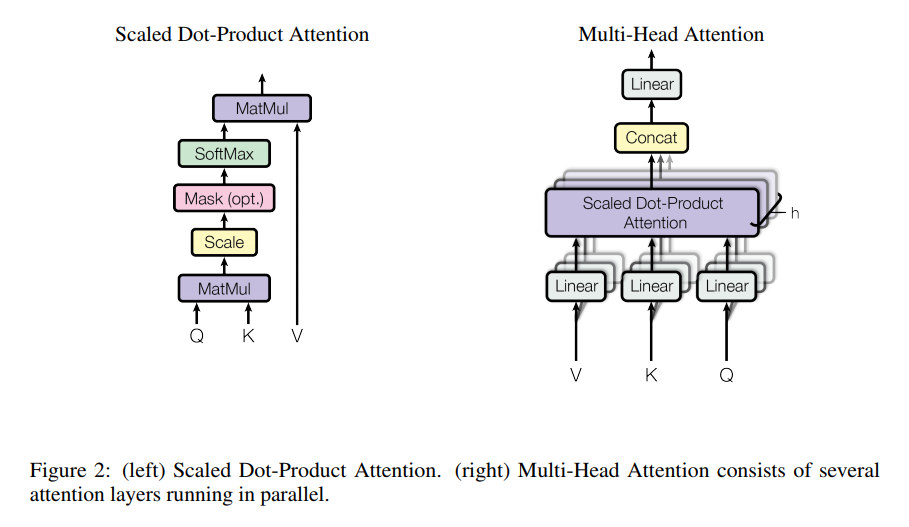 Scaled Dot-Product Attention
MatMul
SoftMax
Mask (opt.)
Scale
MatMul
Q K V
Multi-Head Attention
Linear
Concat
Scaled Dot-Product
Attention
h
Linear Linear Linear
V K Q
Figure 2: (left) Scaled Dot-Product Attention. (right) Multi-Head Attention consists of several
attention layers running in parallel.